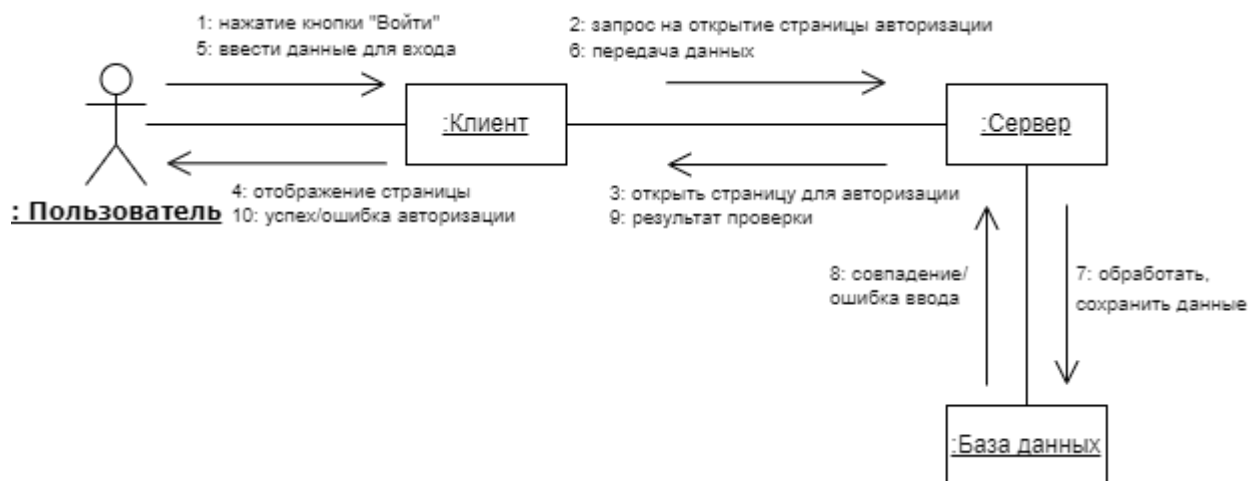 1: нажатие кнопки "Войти"
5: ввести данные для входа
2: запрос на открытие страницы авторизации
6: передача данных
:Клиент
:Сервер
4: отображение страницы
10: успех/ошибка авторизации
3: открыть страницу для авторизации
9: результат проверки
: Пользователь
8: совпадение/
ошибка ввода
7: обработать,
сохранить данные
:База данных